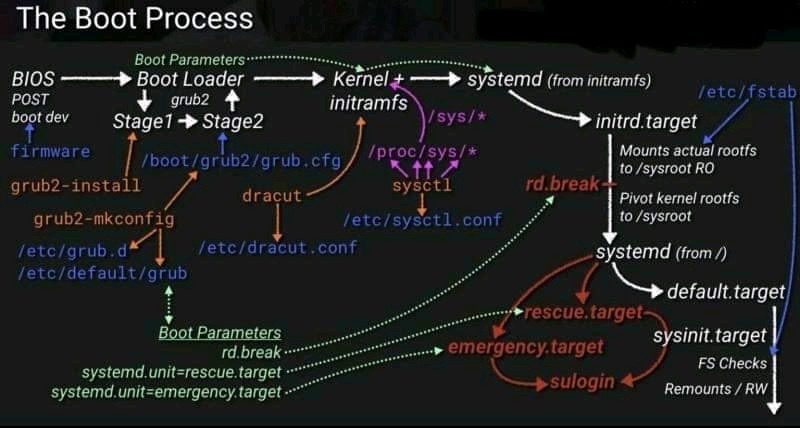 The Boot Process
Boot Parameters
BIOS
POST
boot dev
firmware
Boot Loader
grub2
Stage1
Stage2
Kernel +
initramfs
systemd (from initramfs)
/etc/fstab
/sys/*
/proc/sys/*
sysctl
/etc/sysctl.conf
initrd.target
Mounts actual rootfs
to /sysroot RO
rd.break
Pivot kernel rootfs
to /sysroot
/boot/grub2/grub.cfg
grub2-install
grub2-mkconfig
dracut
/etc/dracut.conf
/etc/grub.d
/etc/default/grub
systemd (from /)
default.target
rescue.target
sysinit.target
emergency.target
FS Checks
sulogin
Remounts / RW
Boot Parameters
rd.break
systemd.unit=rescue.target
systemd.unit=emergency.target